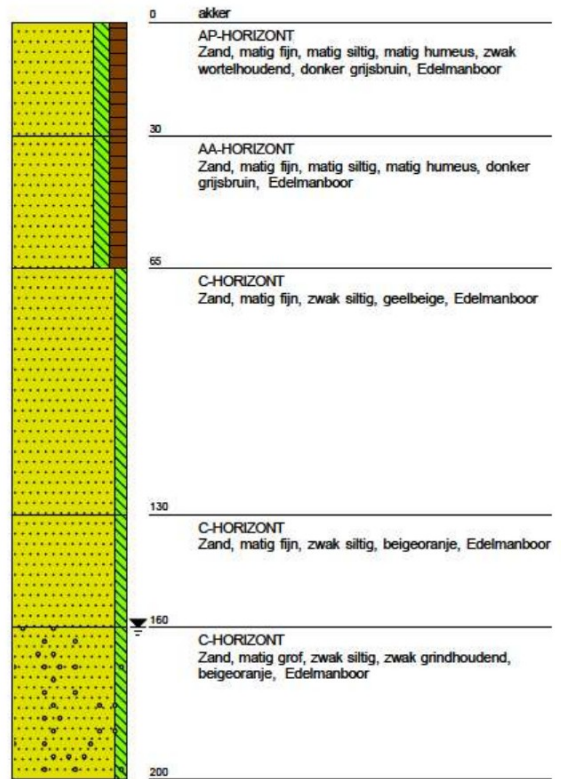 0 akker
AP-HORIZONT
Zand, matig fijn, matig siltig, matig humeus, zwak
wortelhoudend, donker grijsbruin, Edelmanboor
30
AA-HORIZONT
Zand, matig fijn, matig siltig, matig humeus, donker
grijsbruin, Edelmanboor
65
C-HORIZONT
Zand, matig fijn, zwak siltig, geelbeige, Edelmanboor
130
C-HORIZONT
Zand, matig fijn, zwak siltig, beigeoranje, Edelmanboor
160
C-HORIZONT
Zand, matig grof, zwak siltig, zwak grindhoudend,
beigeoranje, Edelmanboor
200